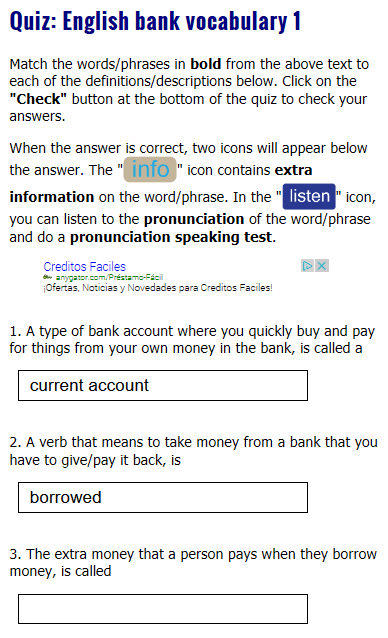 Quiz: English bank vocabulary 1
Match the words/phrases in bold from the above text to
each of the definitions/descriptions below. Click on the
"Check" button at the bottom of the quiz to check your
answers.
When the answer is correct, two icons will appear below
the answer. The "info" icon contains extra
information on the word/phrase. In the "listen" icon,
you can listen to the pronunciation of the word/phrase
and do a pronunciation speaking test.
Creditos Faciles
anygator.com/Préstamo-Fácil
¡Ofertas, Noticias y Novedades para Creditos Faciles!
1. A type of bank account where you quickly buy and pay
for things from your own money in the bank, is called a
current account
2. A verb that means to take money from a bank that you
have to give/pay it back, is
borrowed
3. The extra money that a person pays when they borrow
money, is called